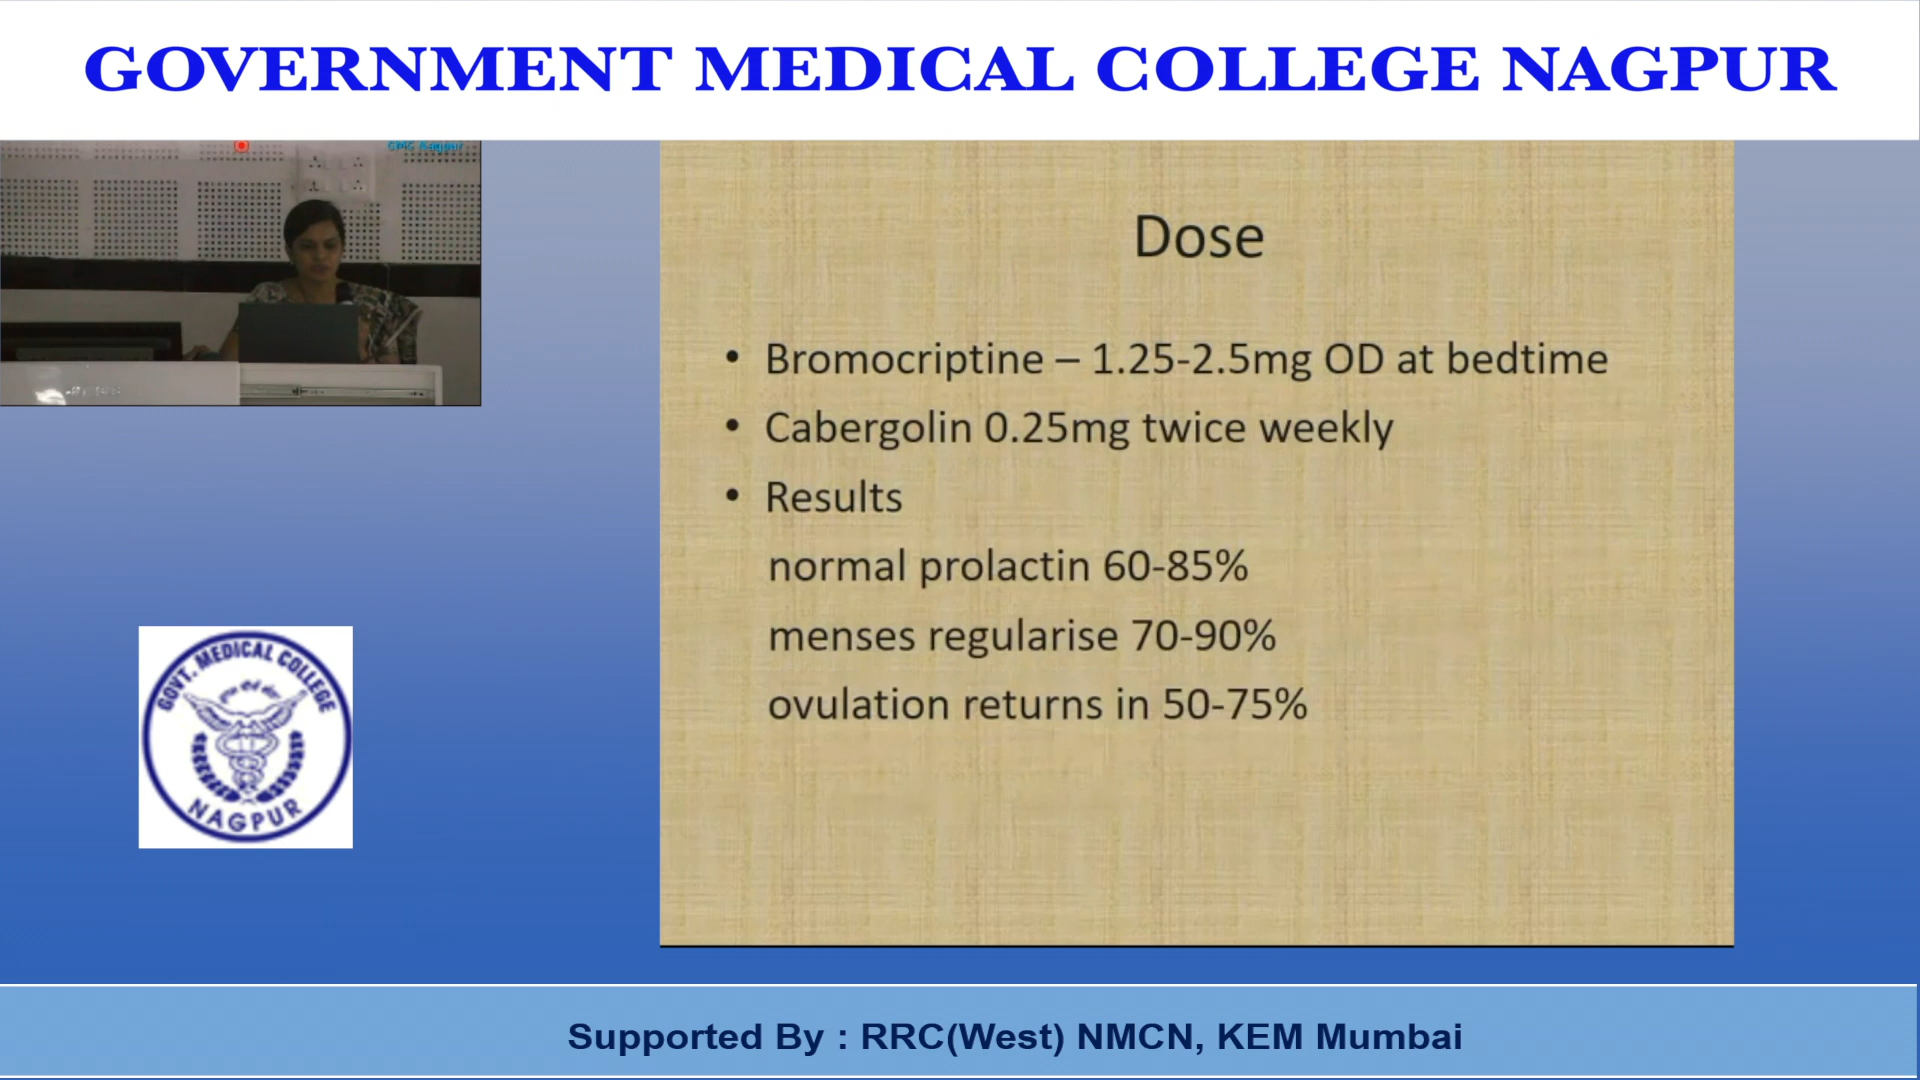 GOVERNMENT MEDICAL COLLEGE NAGPUR
GMC Nagpur
Dose
• Bromocriptine – 1.25-2.5mg OD at bedtime
• Cabergolin 0.25mg twice weekly
• Results
normal prolactin 60-85%
menses regularise 70-90%
ovulation returns in 50-75%
GOVT. MEDICAL COLLEGE
NAGPUR
Supported By : RRC(West) NMCN, KEM Mumbai